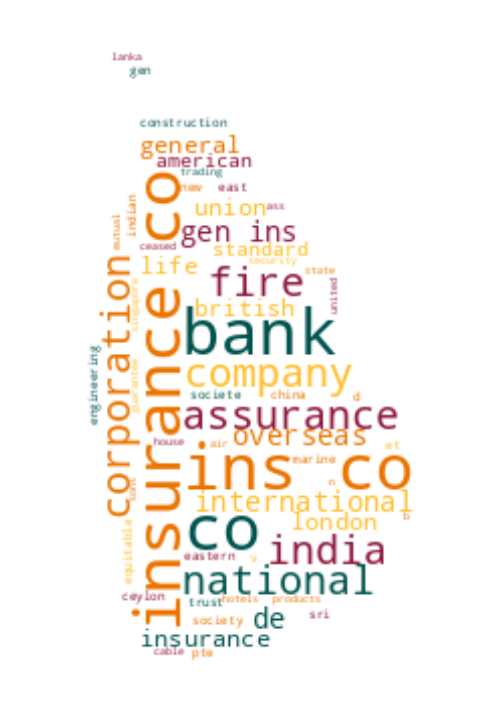 lanka
gen
construction
general
american
trading
new
east
indian
union
ass
mutual
gen ins
ceased
standard
security
life
fire
state
singapore
united
british
insurance co
corporation
bank
engineering
guarantee
company
societe
china
d
assurance
overseas
house
air
et
ins co
marine
sons
n
international
b
co
london
equitable
eastern
v
india
national
ceylon
trust
hotels
products
society
de
sri
insurance
cable
pte